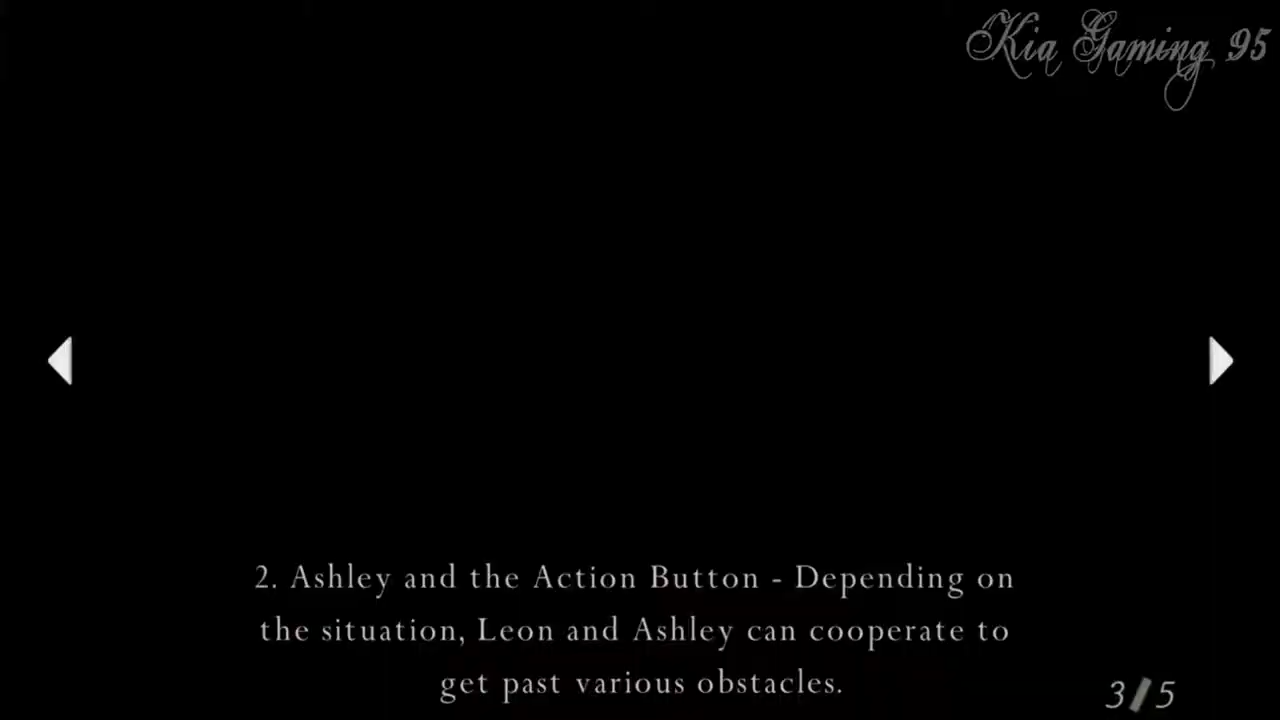 Kia Gaming 95
2. Ashley and the Action Button - Depending on
the situation, Leon and Ashley can cooperate to
get past various obstacles.
3/5